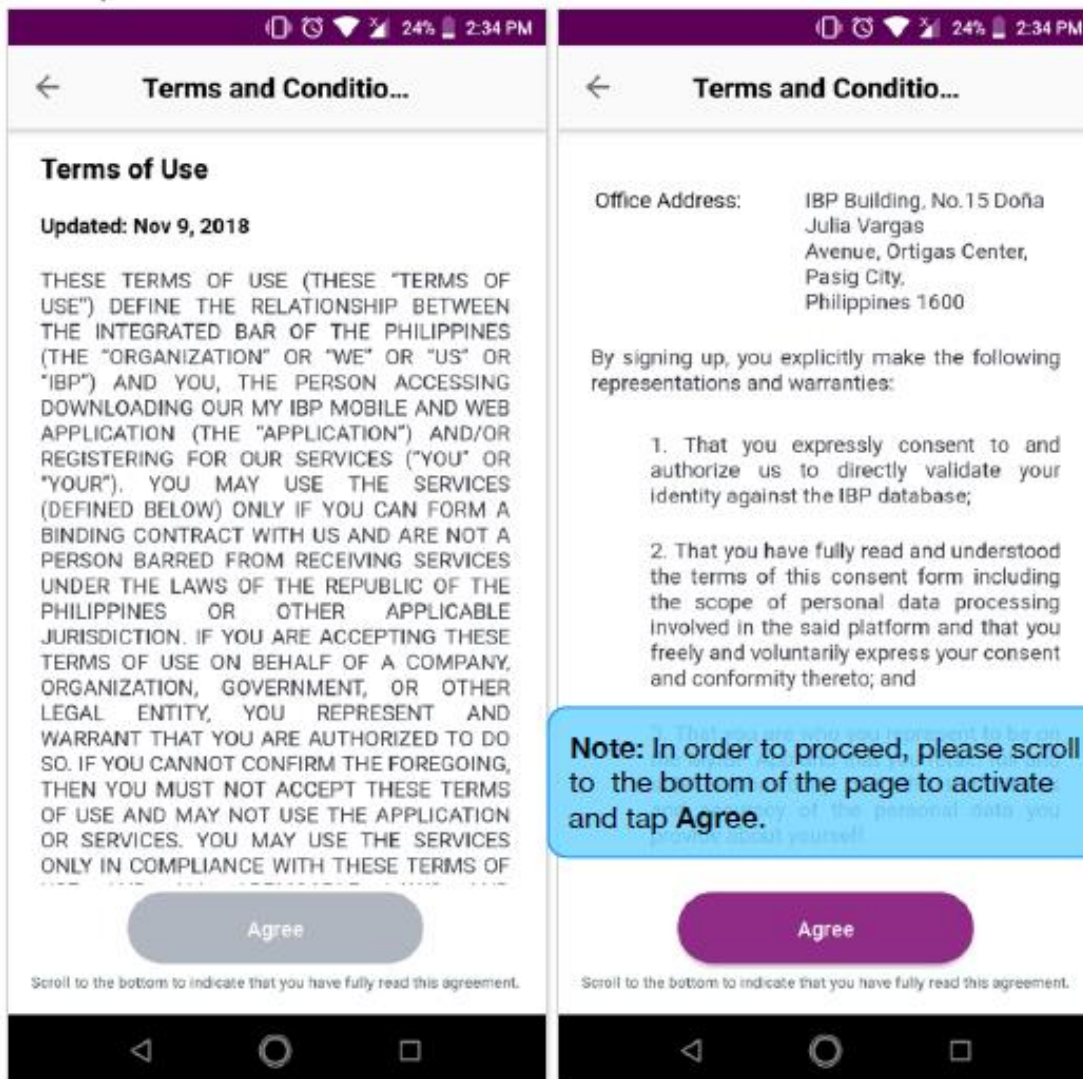 24% 2:34 PM
Terms and Conditio...
Terms of Use
Updated: Nov 9, 2018
THESE TERMS OF USE (THESE "TERMS OF
USE") DEFINE THE RELATIONSHIP BETWEEN
THE INTEGRATED BAR OF THE PHILIPPINES
(THE "ORGANIZATION" OR "WE" OR "US" OR
"IBP") AND YOU, THE PERSON ACCESSING
DOWNLOADING OUR MY IBP MOBILE AND WEB
APPLICATION (THE "APPLICATION") AND/OR
REGISTERING FOR OUR SERVICES ("YOU" OR
"YOUR"). YOU MAY USE THE SERVICES
(DEFINED BELOW) ONLY IF YOU CAN FORM A
BINDING CONTRACT WITH US AND ARE NOT A
PERSON BARRED FROM RECEIVING SERVICES
UNDER THE LAWS OF THE REPUBLIC OF THE
PHILIPPINES OR OTHER APPLICABLE
JURISDICTION. IF YOU ARE ACCEPTING THESE
TERMS OF USE ON BEHALF OF A COMPANY,
ORGANIZATION, GOVERNMENT, OR OTHER
LEGAL ENTITY, YOU REPRESENT AND
WARRANT THAT YOU ARE AUTHORIZED TO DO
SO. IF YOU CANNOT CONFIRM THE FOREGOING,
THEN YOU MUST NOT ACCEPT THESE TERMS
OF USE AND MAY NOT USE THE APPLICATION
OR SERVICES. YOU MAY USE THE SERVICES
ONLY IN COMPLIANCE WITH THESE TERMS OF
Agree
Scroll to the bottom to indicate that you have fully read this agreement.
24% 2:34 PM
Terms and Conditio...
Office Address: IBP Building, No.15 Doña
Julia Vargas
Avenue, Ortigas Center,
Pasig City,
Philippines 1600
By signing up, you explicitly make the following
representations and warranties:
1. That you expressly consent to and
authorize us to directly validate your
identity against the IBP database;
2. That you have fully read and understood
the terms of this consent form including
the scope of personal data processing
involved in the said platform and that you
freely and voluntarily express your consent
and conformity thereto; and
Note: In order to proceed, please scroll
to the bottom of the page to activate
and tap Agree.
Agree
Scroll to the bottom to indicate that you have fully read this agreement.